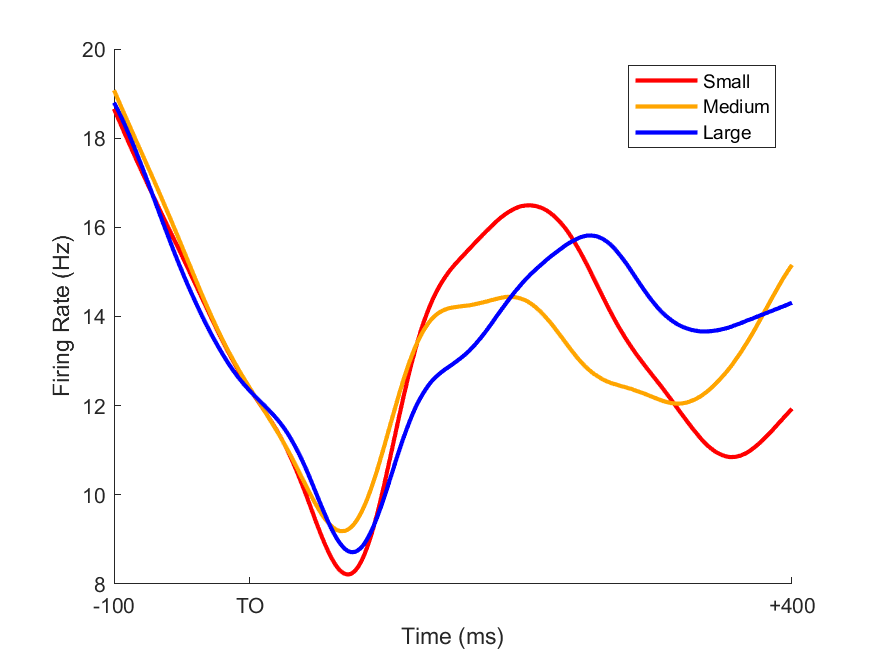 20
18
16
14
12
10
8
Firing Rate (Hz)
Small
Medium
Large
-100
TO
+400
Time (ms)